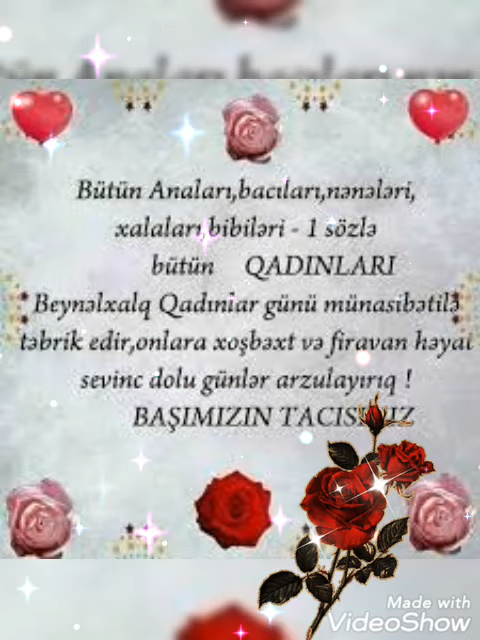 Bütün Anaları,bacıları,nənələri,
xalaları,bibiləri - 1 sözlə
bütün QADINLARI
Beynəlxalq Qadınlar günü münasibətilə
təbrik edir,onlara xoşbəxt və firavan həyat
sevinc dolu günlər arzulayırıq !
BAŞIMIZIN TACISINIZ
Made with
VideoShow